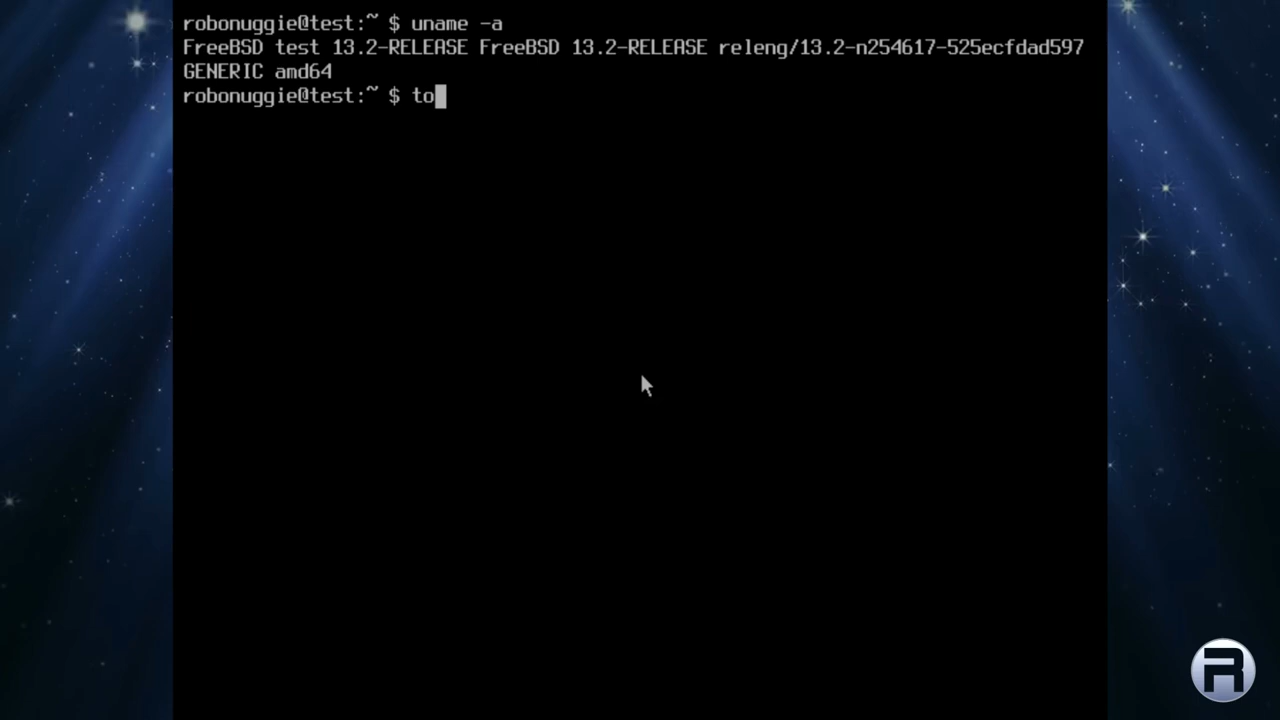 robonuggie@test:~ $ uname -a
FreeBSD test 13.2-RELEASE FreeBSD 13.2-RELEASE releng/13.2-n254617-525ecfdad597
GENERIC amd64
robonuggie@test:~ $ to
R